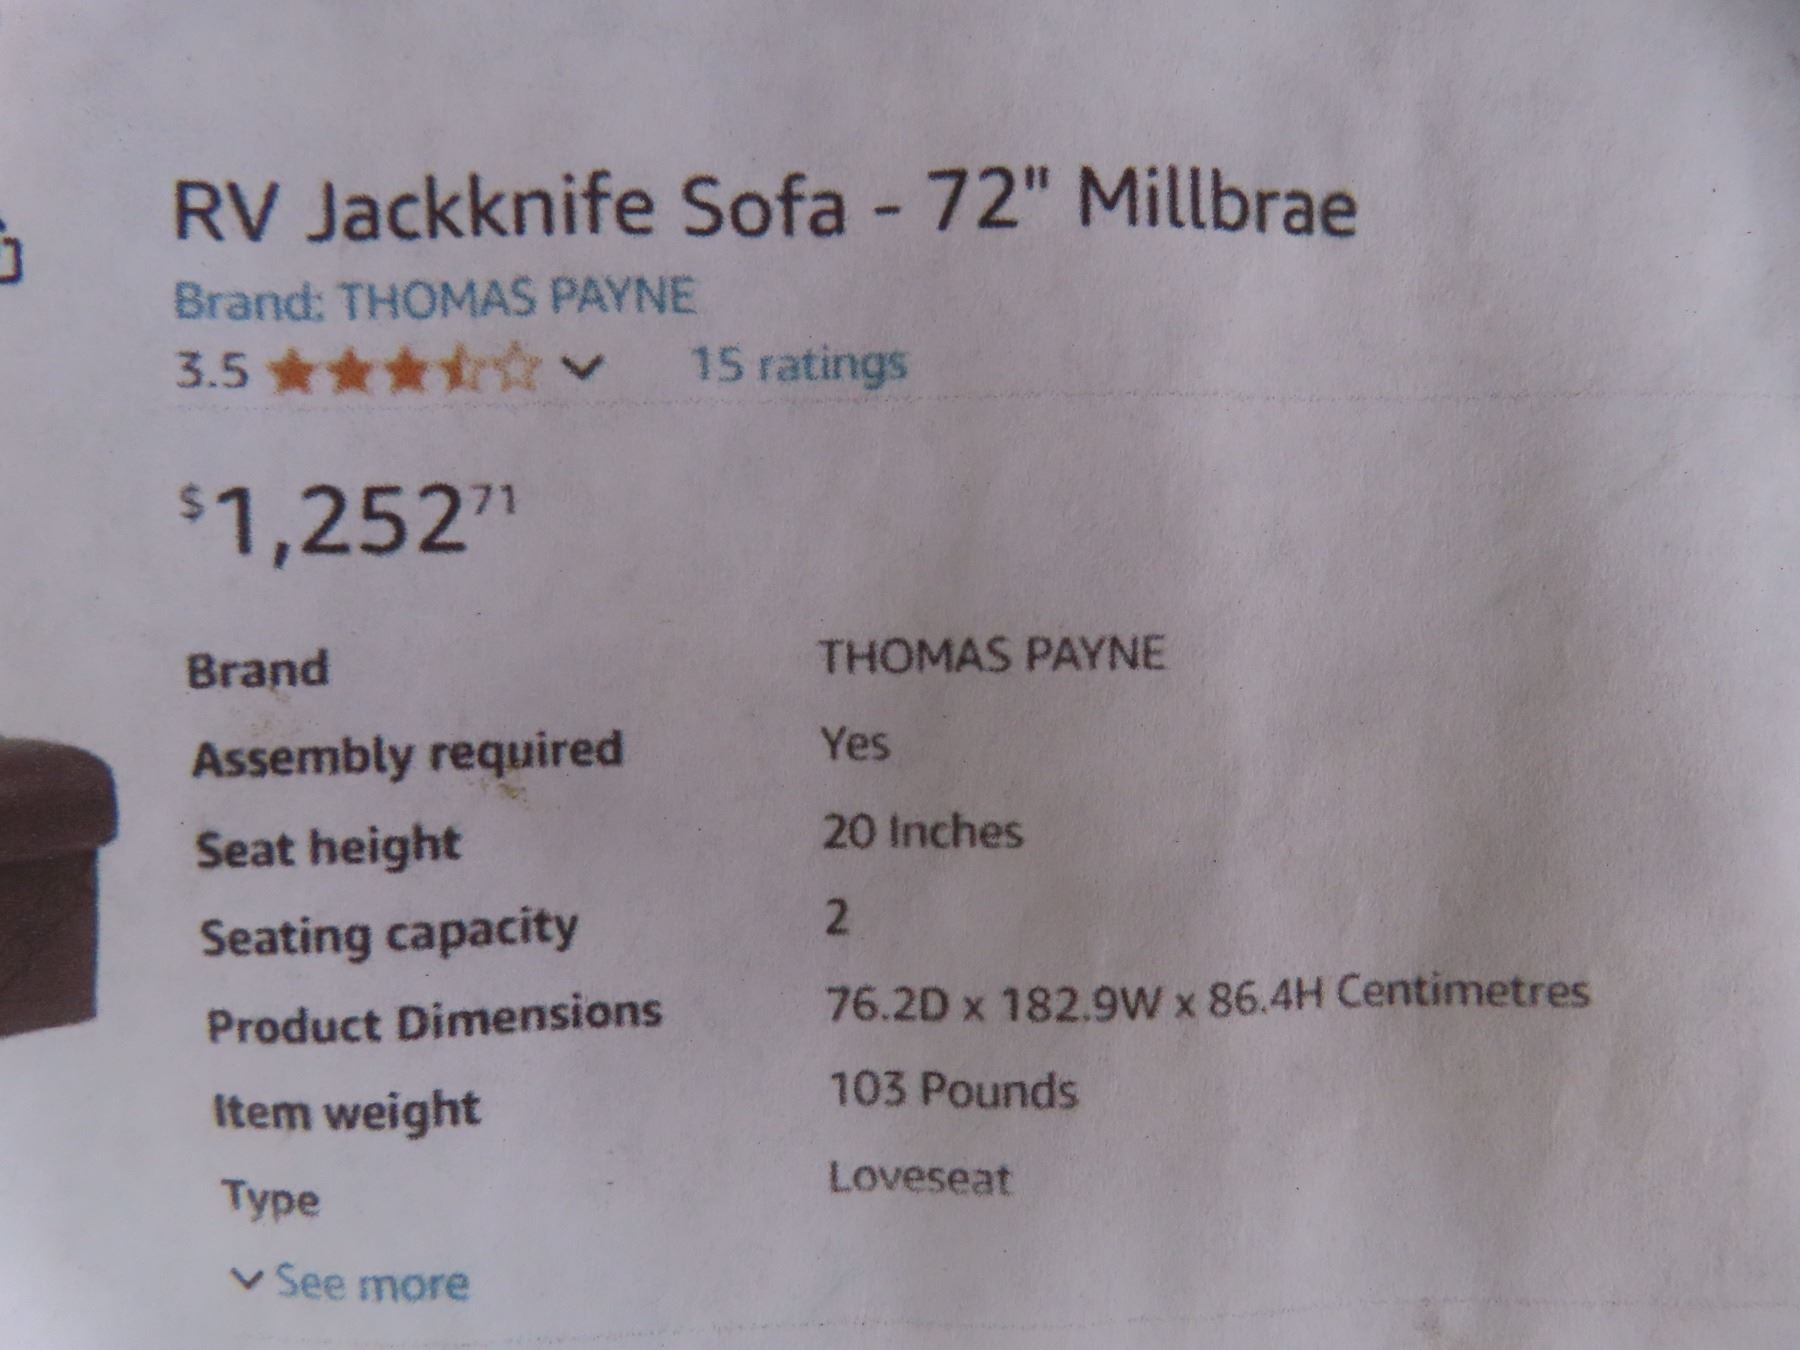 RV Jackknife Sofa - 72" Millbrae
Brand: THOMAS PAYNE
3.5 15 ratings
$1,252 71
Brand THOMAS PAYNE
Assembly required Yes
Seat height 20 Inches
Seating capacity 2
Product Dimensions 76.2D x 182.9W x 86.4H Centimetres
Item weight 103 Pounds
Type Loveseat
See more